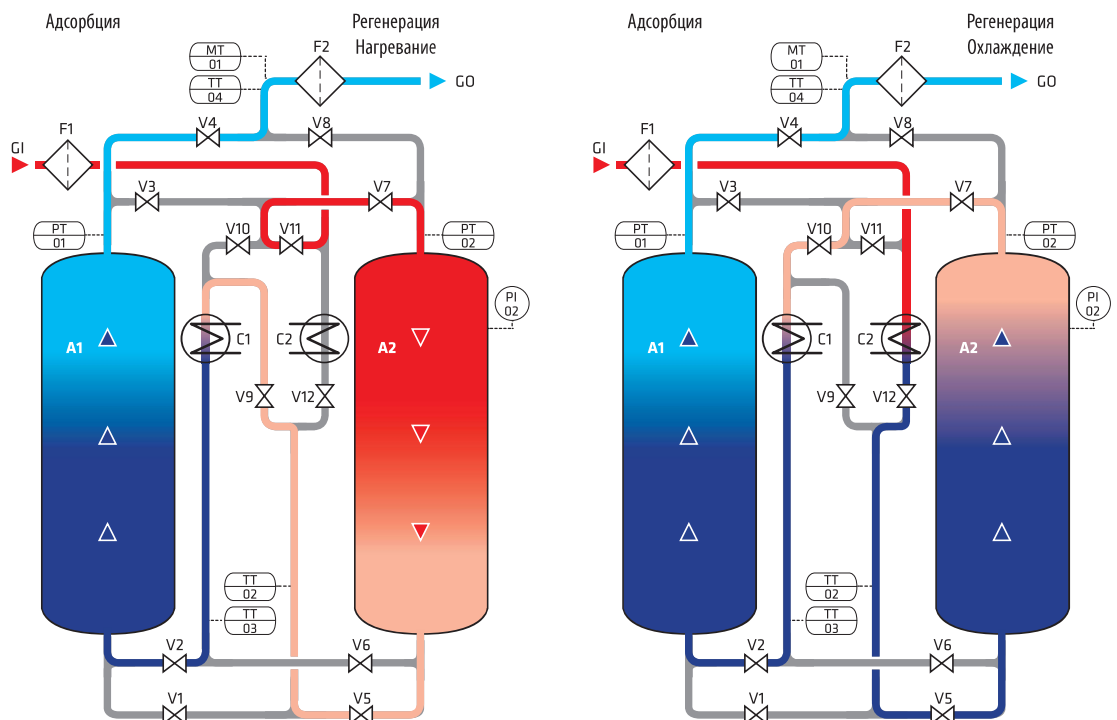 Адсорбция
Регенерация
Нагревание
MT
01
TT
04
F2
GO
V4
V8
F1
GI
V3
V7
PT
01
V10
V11
PT
02
PI
02
A1
C1
C2
A2
V9
V12
TT
02
TT
03
V2
V6
V1
V5
Адсорбция
Регенерация
Охлаждение
MT
01
TT
04
F2
GO
V4
V8
F1
GI
V3
V7
PT
01
V10
V11
PT
02
PI
02
A1
C1
C2
A2
V9
V12
TT
02
TT
03
V2
V6
V1
V5